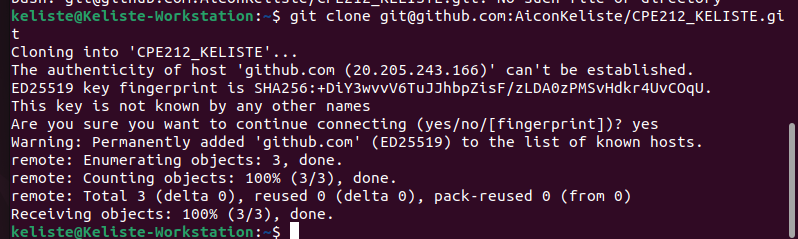 bash: git@github.com:AiconKeliste/CPE212_KELISTE.git: No such file or directory
keliste@Keliste-Workstation:~$ git clone git@github.com:AiconKeliste/CPE212_KELISTE.gi
t
Cloning into 'CPE212_KELISTE'...
The authenticity of host 'github.com (20.205.243.166)' can't be established.
ED25519 key fingerprint is SHA256:+DiY3wvvV6TuJJhbpZisF/zLDA0zPMSvHdkr4UvCOqU.
This key is not known by any other names
Are you sure you want to continue connecting (yes/no/[fingerprint])? yes
Warning: Permanently added 'github.com' (ED25519) to the list of known hosts.
remote: Enumerating objects: 3, done.
remote: Counting objects: 100% (3/3), done.
remote: Total 3 (delta 0), reused 0 (delta 0), pack-reused 0 (from 0)
Receiving objects: 100% (3/3), done.
keliste@Keliste-Workstation:~$